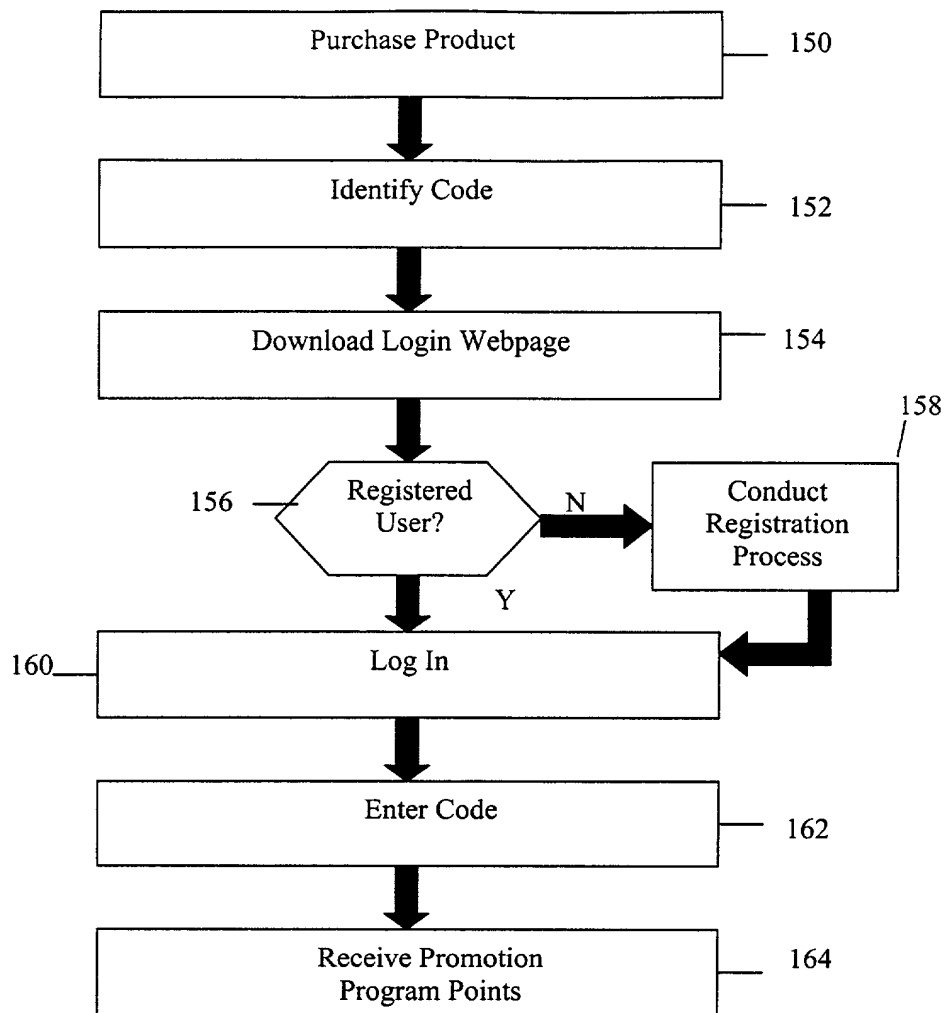 Purchase Product
150
Identify Code
152
Download Login Webpage
154
158
156
Registered
User?
N
Conduct
Registration
Process
Y
160
Log In
Enter Code
162
Receive Promotion
Program Points
164